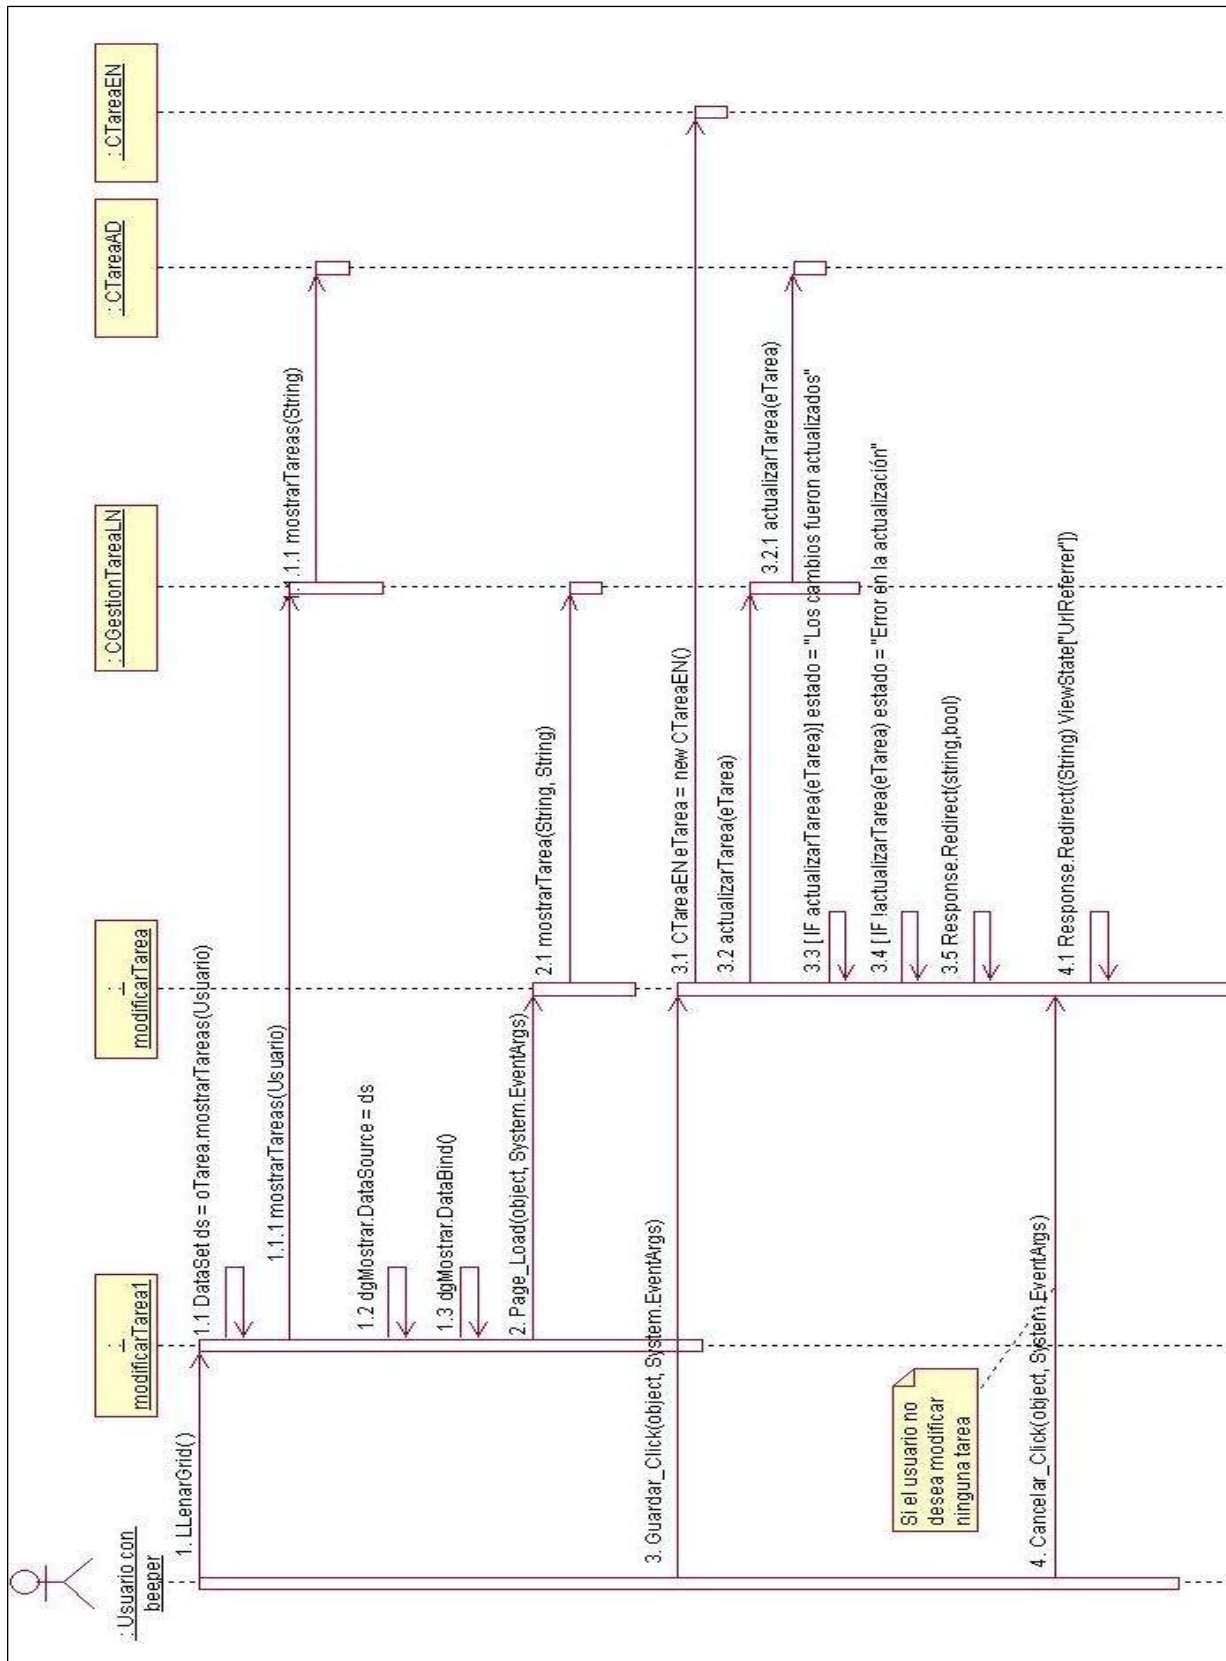 : Usuario con
beeper
:
modificarTarea1
:
modificarTarea
: CGestionTareaLN
: CTareaAD
: CTareaEN
1. LLenarGrid()
1.1 DataSet ds = oTarea.mostrarTareas(Usuario)
1.1.1 mostrarTareas(Usuario)
1.1.1 mostrarTareas(String)
1.2 dgMostrar.DataSource = ds
1.3 dgMostrar.DataBind()
2. Page_Load(object, System.EventArgs)
2.1 mostrarTarea(String, String)
3. Guardar_Click(object, System.EventArgs)
3.1 CTareaEN eTarea = new CTareaEN()
3.2 actualizarTarea(eTarea)
3.2.1 actualizarTarea(eTarea)
3.3 [ IF actualizarTarea(eTarea)] estado = "Los cambios fueron actualizados"
3.4 [ IF !actualizarTarea(eTarea) estado = "Error en la actualización"
3.5 Response.Redirect(string,bool)
Si el usuario no
desea modificar
ninguna tarea
4. Cancelar_Click(object, System.EventArgs)
4.1 Response.Redirect((String) ViewState["UrlReferrer"])